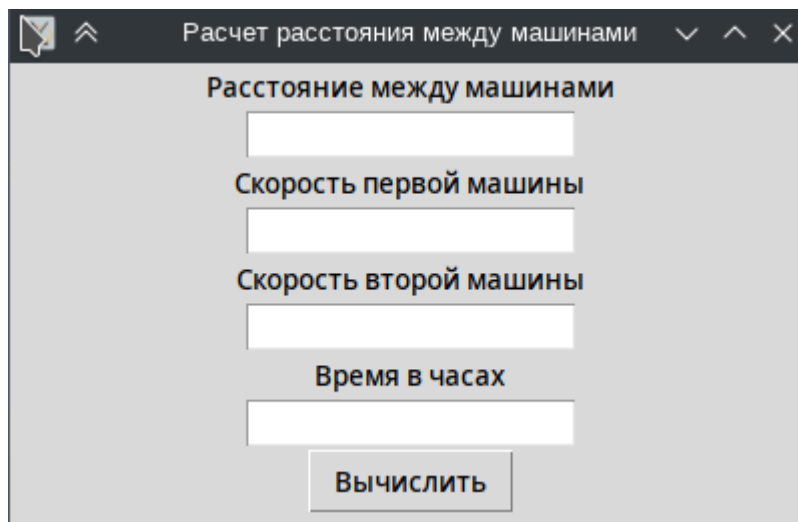 Расчет расстояния между машинами
Расстояние между машинами
Скорость первой машины
Скорость второй машины
Время в часах
Вычислить